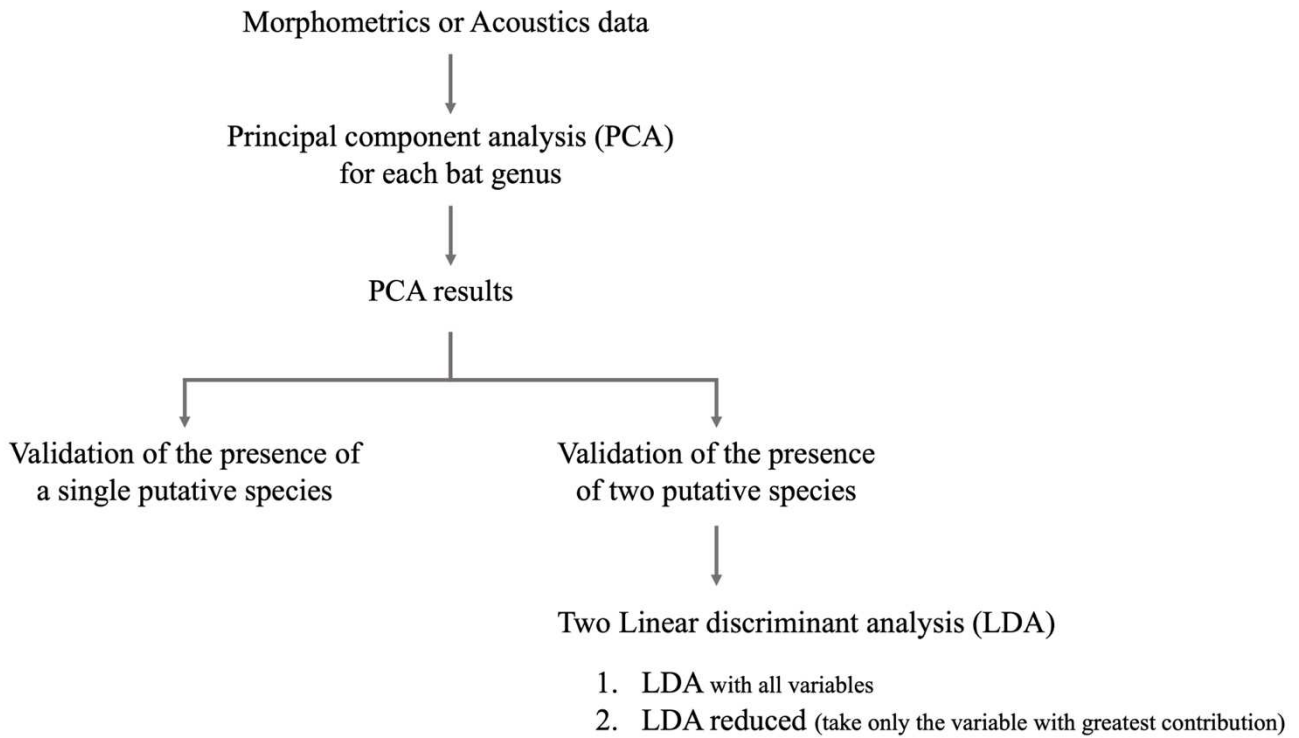 Morphometrics or Acoustics data
Principal component analysis (PCA)
for each bat genus
PCA results
Validation of the presence of
a single putative species
Validation of the presence
of two putative species
Two Linear discriminant analysis (LDA)
1. LDA with all variables
2. LDA reduced (take only the variable with greatest contribution)